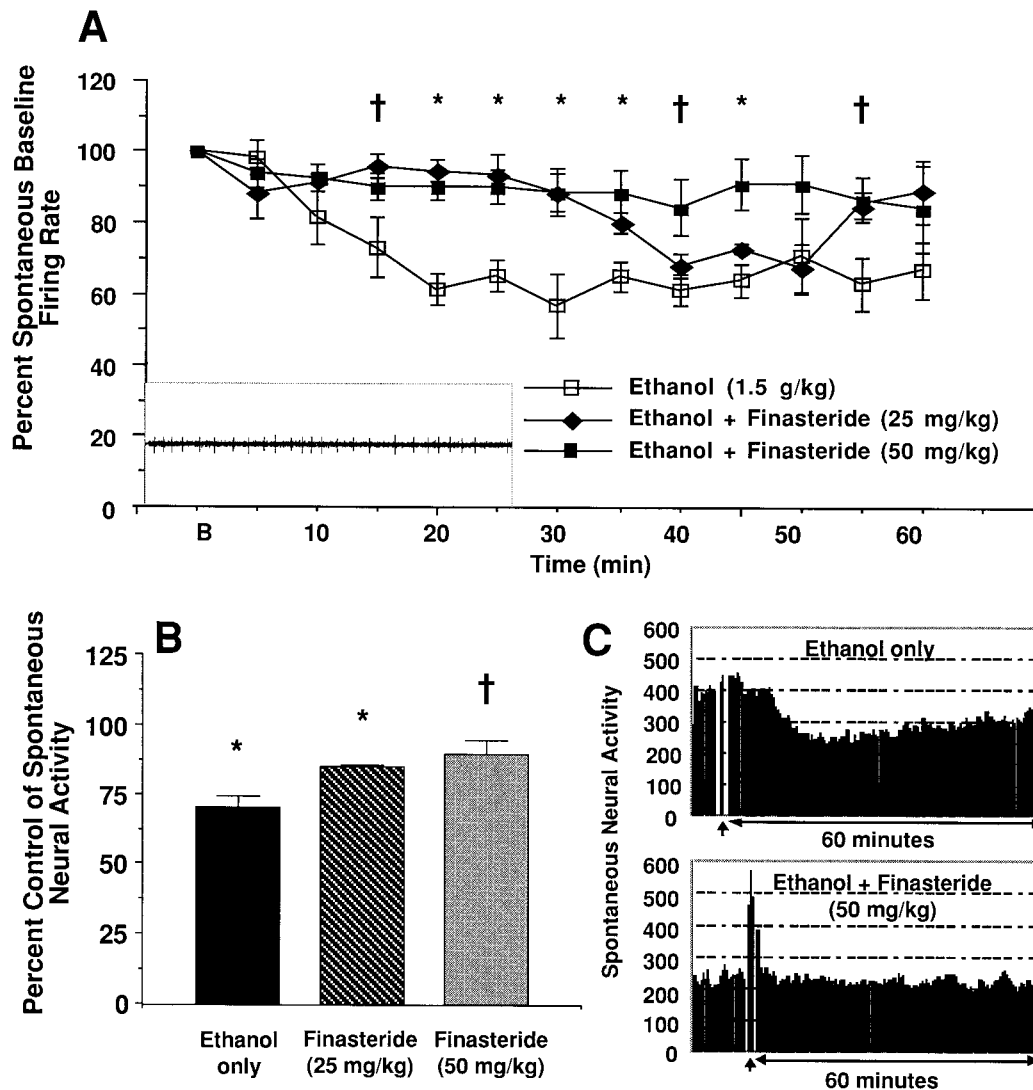 A
Percent Spontaneous Baseline
Firing Rate
120
100
80
60
40
20
0
† * * * * † * †
Ethanol (1.5 g/kg)
Ethanol + Finasteride (25 mg/kg)
Ethanol + Finasteride (50 mg/kg)
B 10 20 30 40 50 60
Time (min)
B
Percent Control of Spontaneous
Neural Activity
125
100
75
50
25
0
* * †
Ethanol
only
Finasteride
(25 mg/kg)
Finasteride
(50 mg/kg)
C
Spontaneous Neural Activity
600
500
400
300
200
100
0
Ethanol only
60 minutes
600
500
400
300
200
100
0
Ethanol + Finasteride
(50 mg/kg)
60 minutes